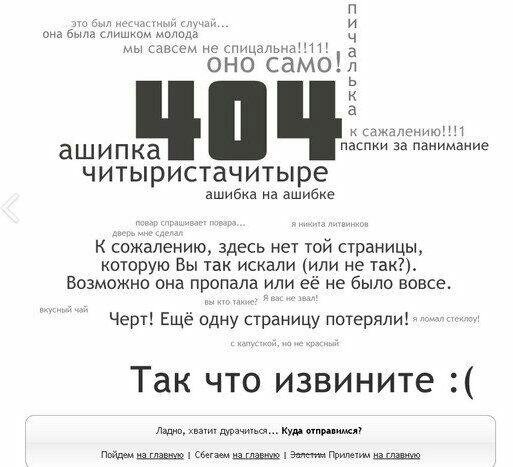 это был несчастный случай...
она была слишком молода
мы савсем не спицальна!!11!
оно само!
пичалька
404
к сажалению!!!1
ашипка
паспки за панимание
читыристачитыре
ашибка на ашибке
повар спрашивает повара...
я никита литвинков
дверь мне сделал
К сожалению, здесь нет той страницы,
которую Вы так искали (или не так?).
Возможно она пропала или её не было вовсе.
вы кто такие?
Я вас не звал!
вкусный чай
Черт! Ещё одну страницу потеряли!
я ломал стеклоу!
с капусткой, но не красный
Так что извините :(
Ладно, хватит дурачиться... Куда отправимся?
Пойдем на главную | Сбегаем на главную | Залетим Прилетим на главную